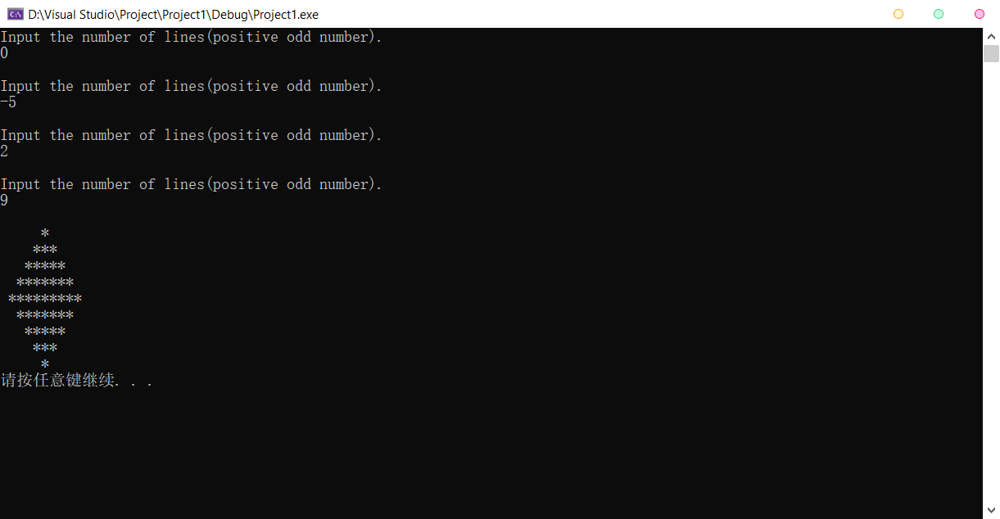 D:\Visual Studio\Project\Project1\Debug\Project1.exe
Input the number of lines(positive odd number).
0

Input the number of lines(positive odd number).
-5

Input the number of lines(positive odd number).
2

Input the number of lines(positive odd number).
9

     *
    ***
   *****
  *******
 *********
  *******
   *****
    ***
     *
请按任意键继续. . .